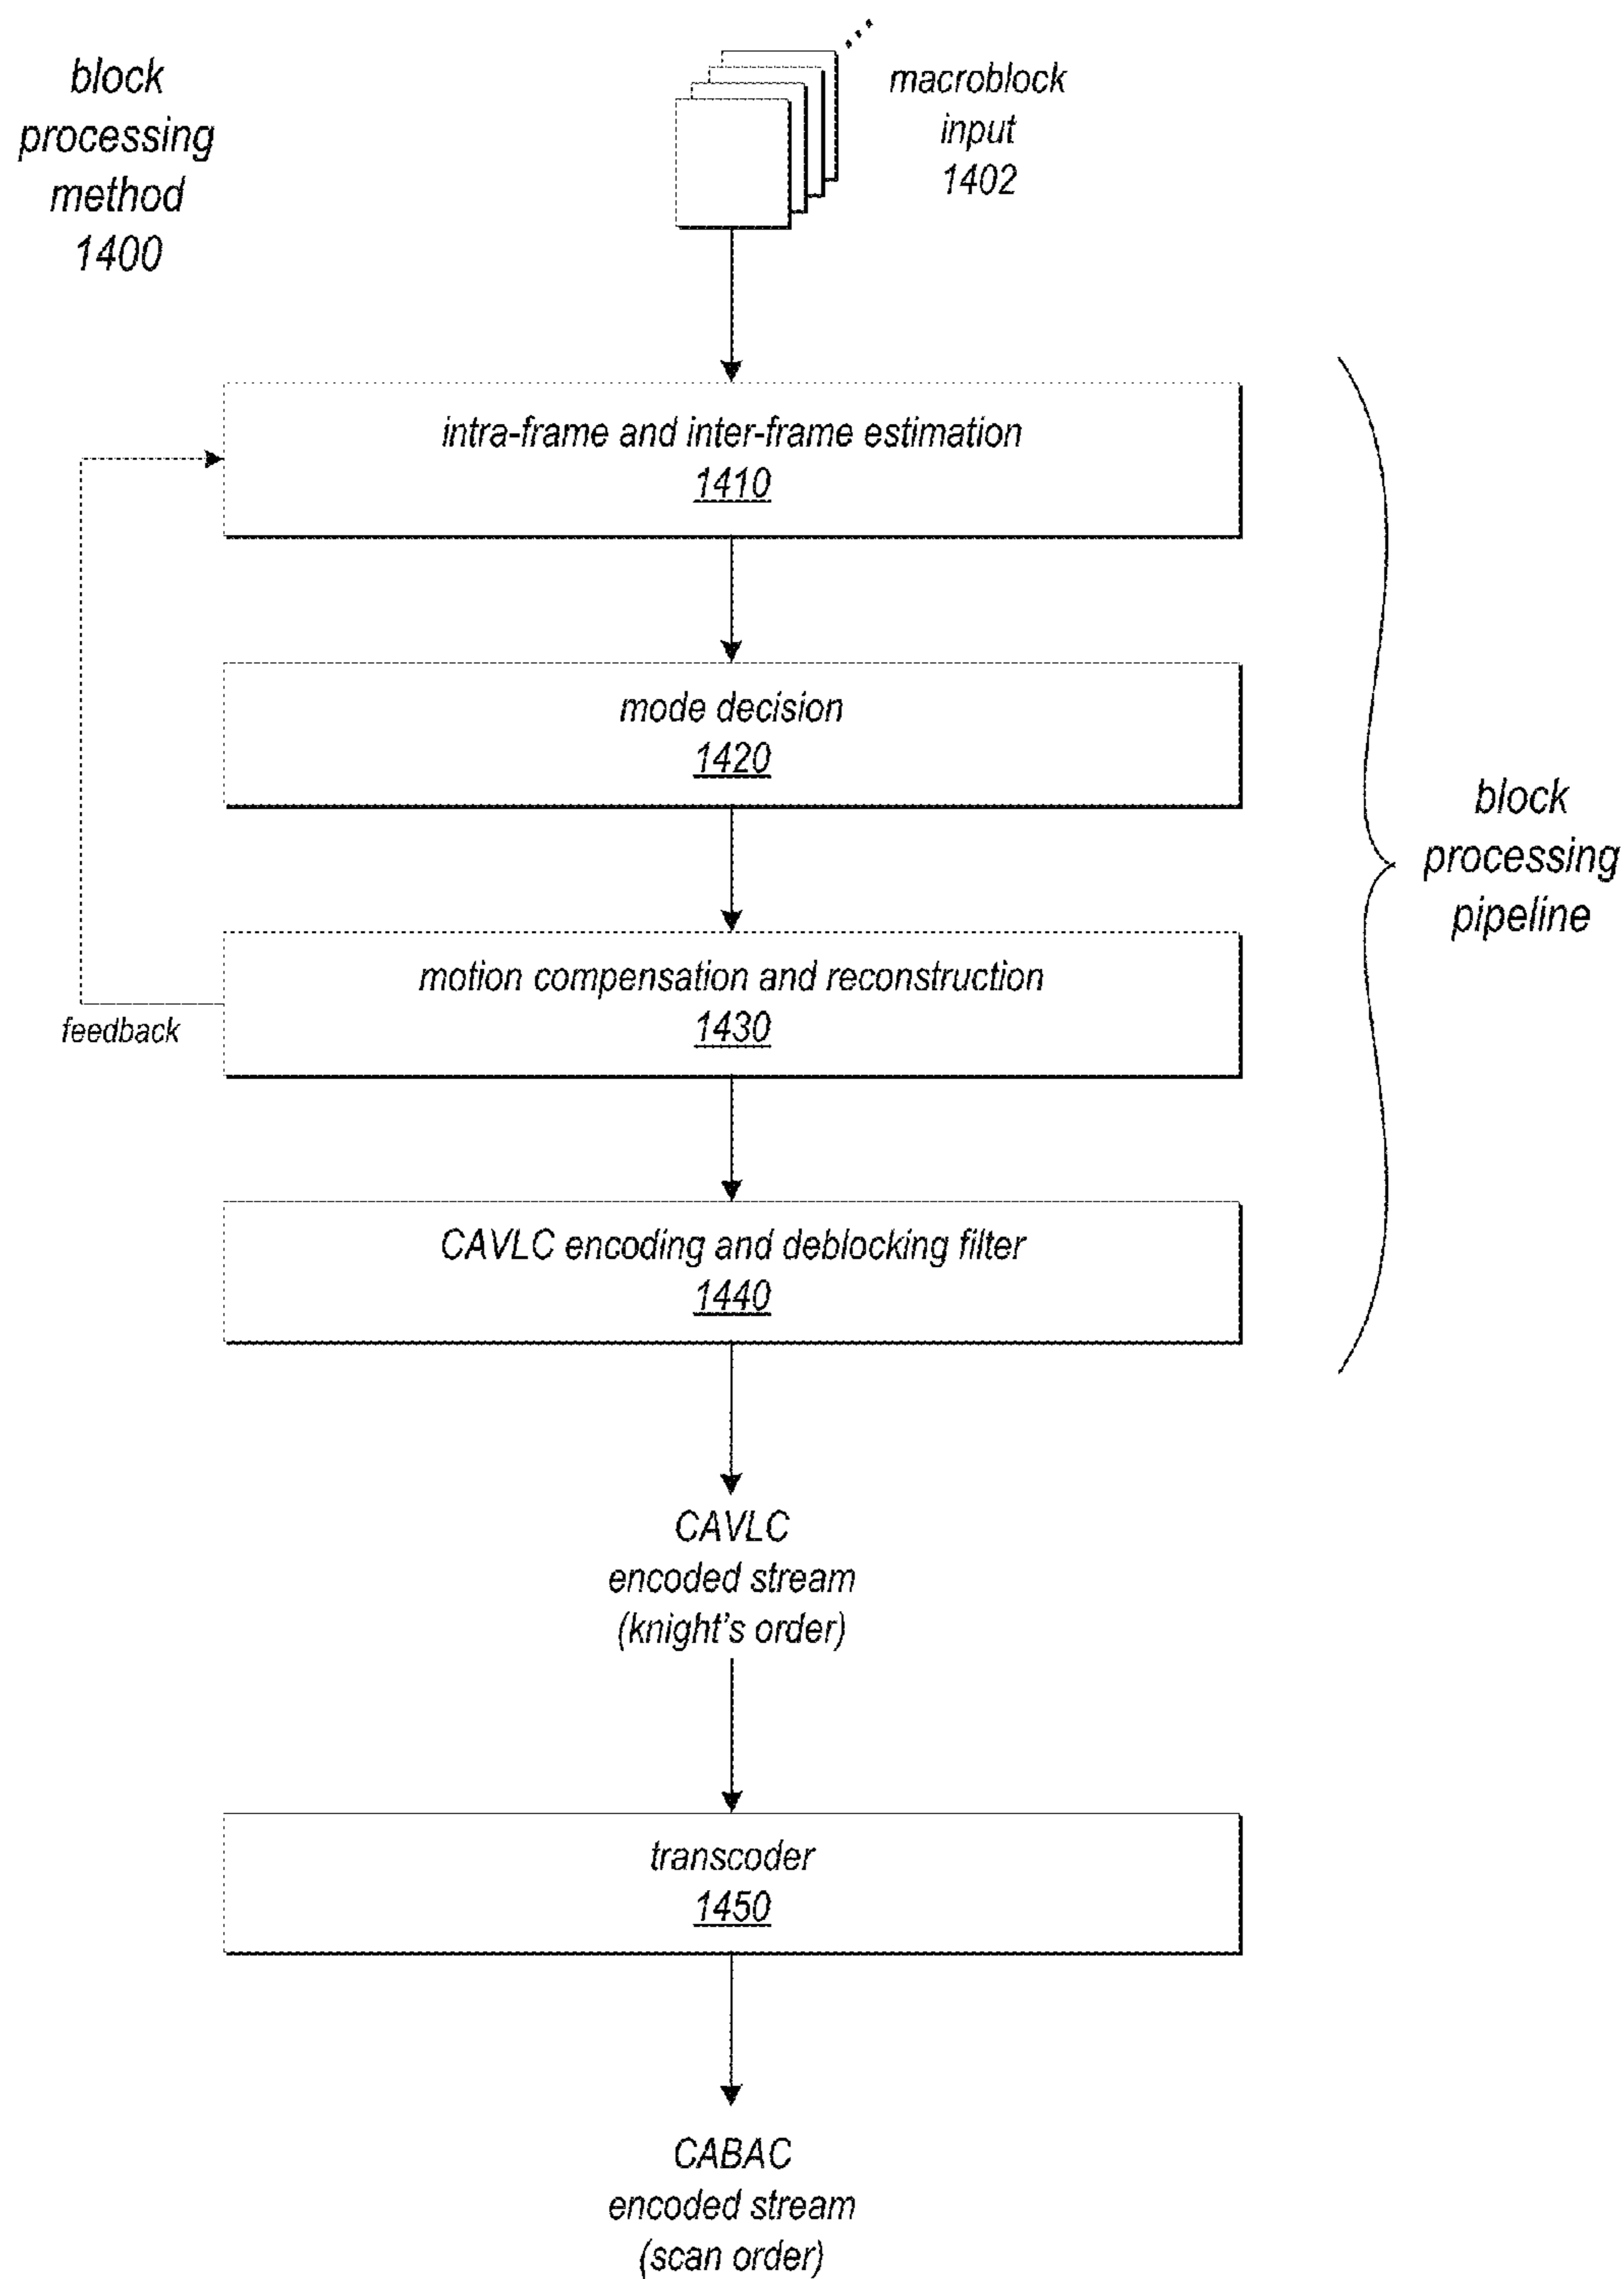 block
processing
method
1400
macroblock
input
1402
intra-frame and inter-frame estimation
1410
mode decision
1420
block
processing
pipeline
motion compensation and reconstruction
1430
feedback
CAVLC encoding and deblocking filter
1440
CAVLC
encoded stream
(knight's order)
transcoder
1450
CABAC
encoded stream
(scan order)